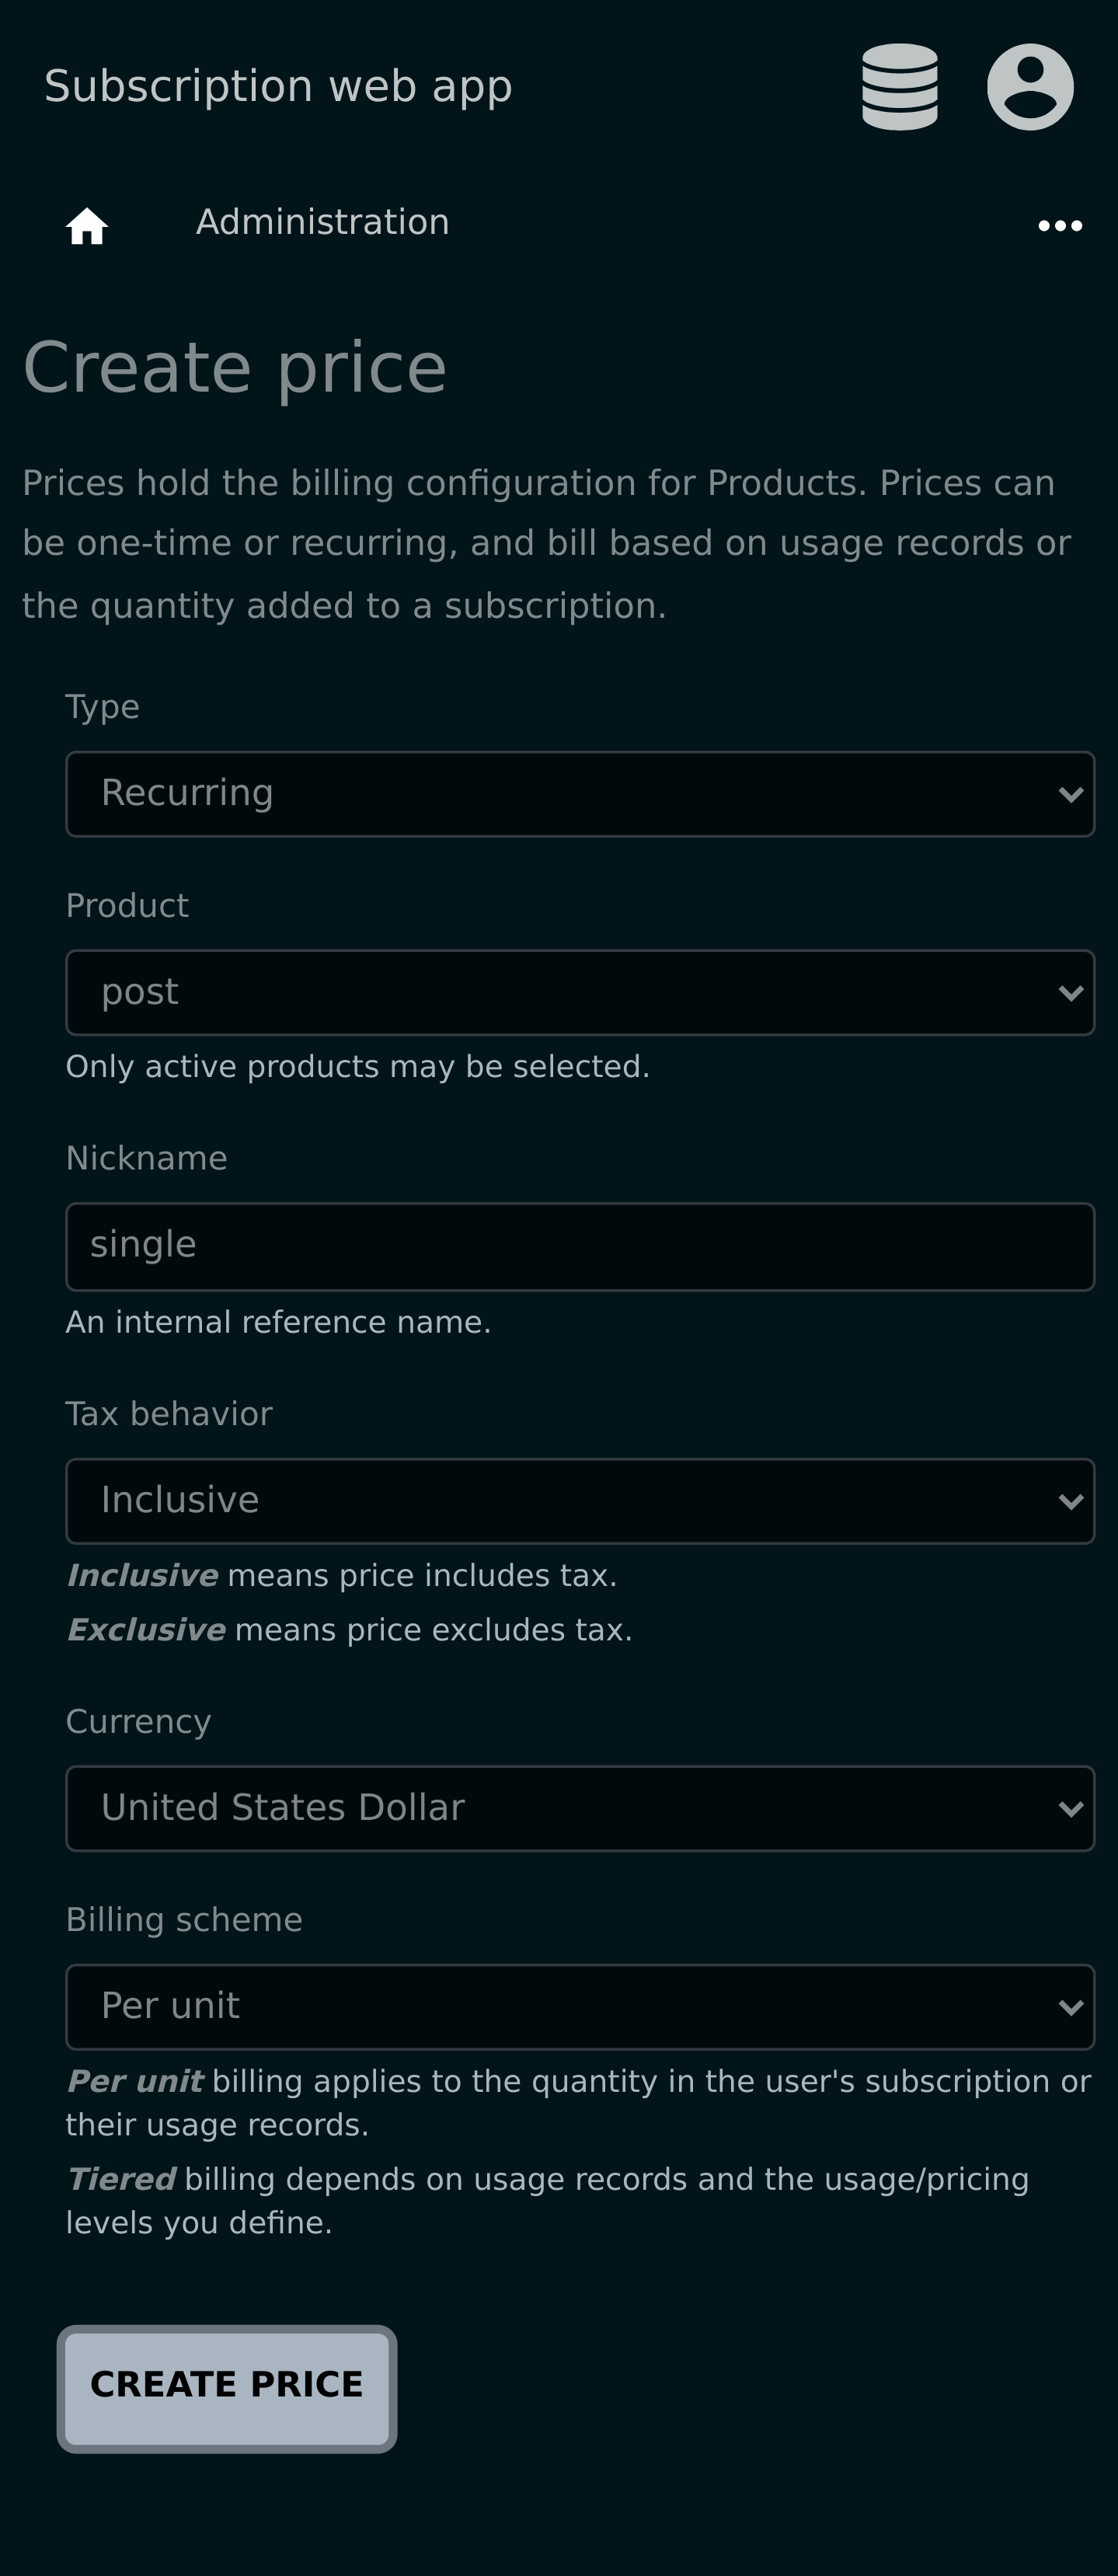 Subscription web app
Administration
Create price
Prices hold the billing configuration for Products. Prices can
be one-time or recurring, and bill based on usage records or
the quantity added to a subscription.
Type
Recurring
Product
post
Only active products may be selected.
Nickname
single
An internal reference name.
Tax behavior
Inclusive
Inclusive means price includes tax.
Exclusive means price excludes tax.
Currency
United States Dollar
Billing scheme
Per unit
Per unit billing applies to the quantity in the user's subscription or
their usage records.
Tiered billing depends on usage records and the usage/pricing
levels you define.
CREATE PRICE